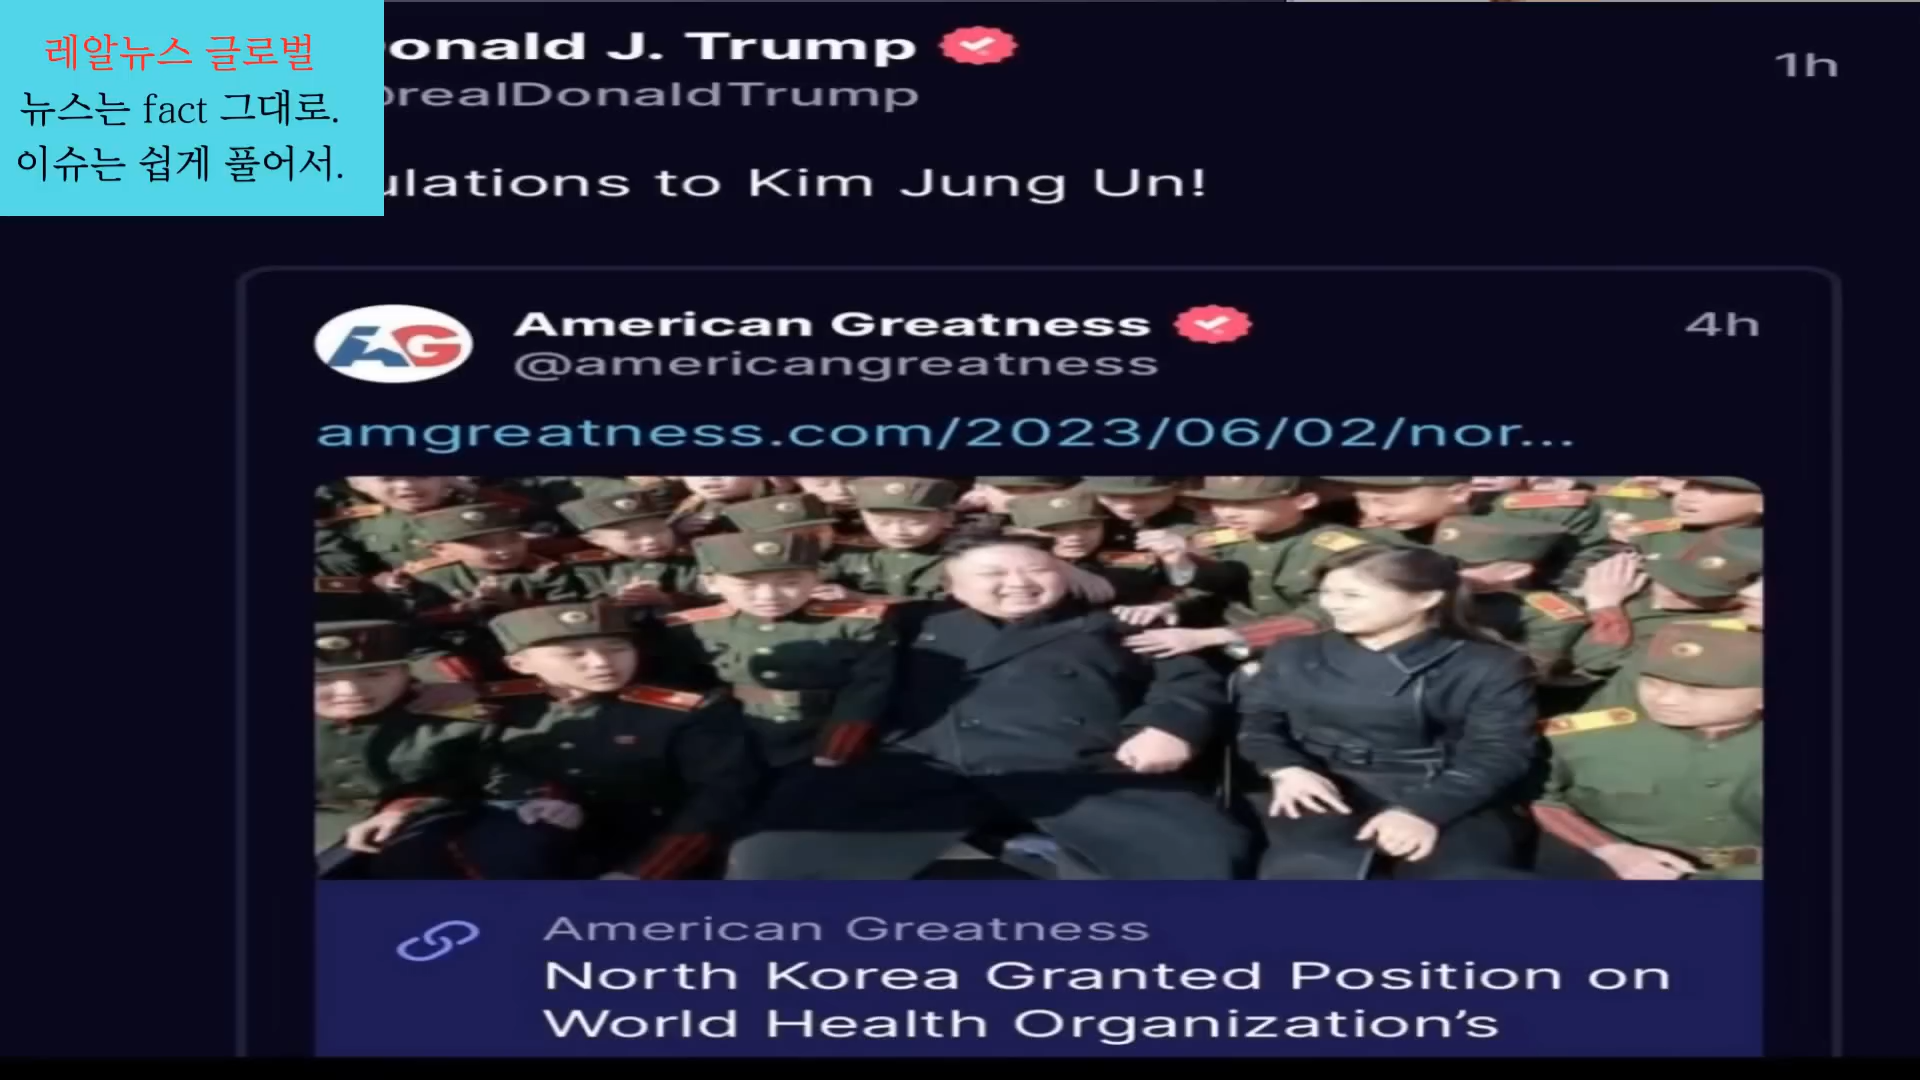 레알뉴스 글로벌
뉴스는 fact 그대로.
이슈는 쉽게 풀어서.
onald J. Trump
1h
realDonaldTrump
ulations to Kim Jung Un!
AG
American Greatness
4h
@americangreatness
amgreatness.com/2023/06/02/nor...
American Greatness
North Korea Granted Position on
World Health Organization's